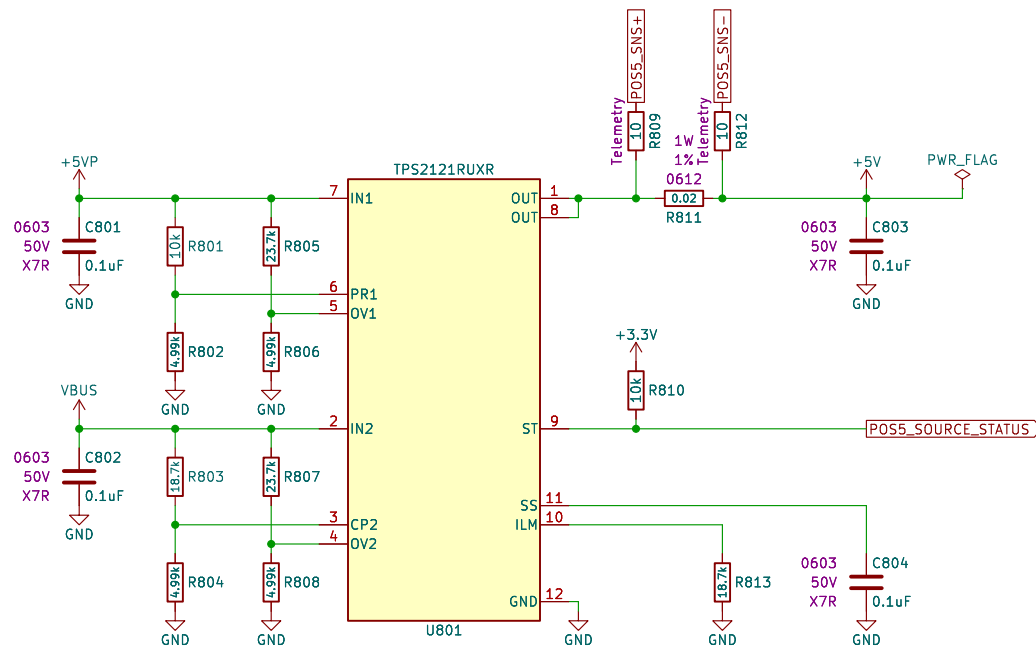 POS5_SNS+
POS5_SNS-
Telemetry
10
R809
Telemetry
10
R812
1W
1%
0612
0.02
R811
+5VP
TPS2121RUXR
+5V
PWR_FLAG
7
IN1
OUT
1
OUT
8
0603
50V
X7R
C801
0.1uF
GND
10k
R801
23.7k
R805
0603
50V
X7R
C803
0.1uF
GND
6
PR1
5
OV1
4.99k
R802
GND
4.99k
R806
GND
+3.3V
10k
R810
VBUS
2
IN2
ST
9
POS5_SOURCE_STATUS
0603
50V
X7R
C802
0.1uF
GND
18.7k
R803
23.7k
R807
SS
11
ILM
10
3
CP2
4
OV2
4.99k
R804
GND
4.99k
R808
GND
18.7k
R813
GND
0603
50V
X7R
C804
0.1uF
GND
GND
12
GND
U801